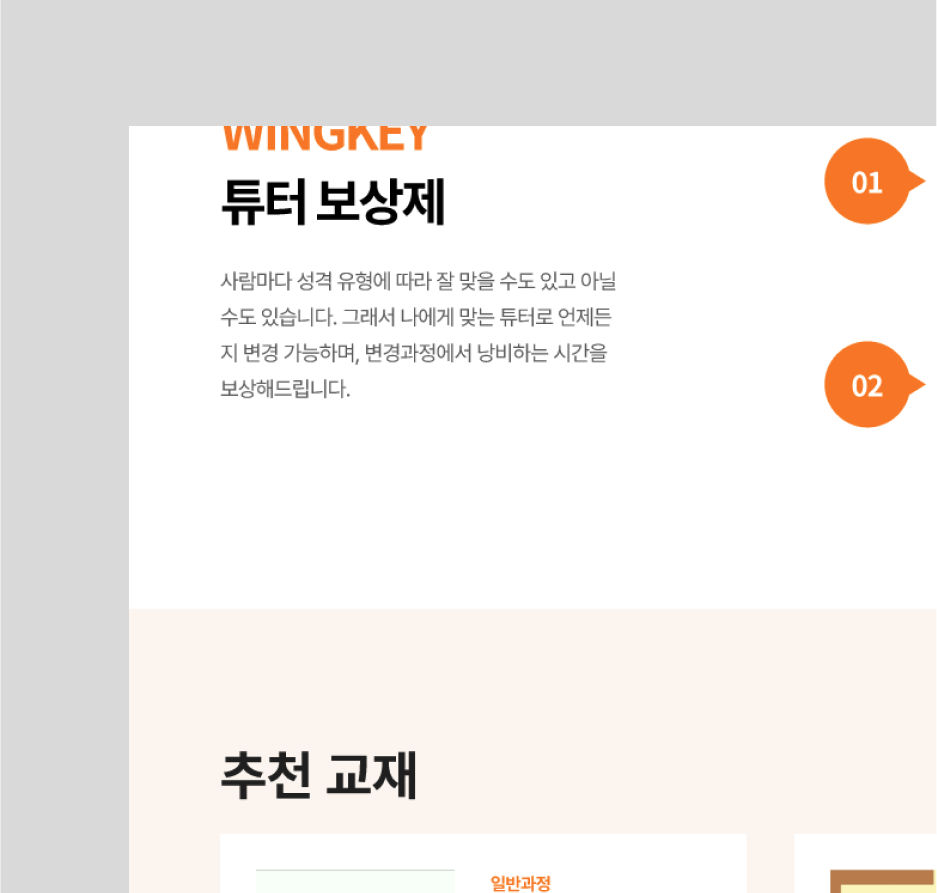 WINGKEY
튜터 보상제
사람마다 성격 유형에 따라 잘 맞을 수도 있고 아닐
수도 있습니다. 그래서 나에게 맞는 튜터로 언제든
지 변경 가능하며, 변경과정에서 낭비하는 시간을
보상해드립니다.
01
02
추천 교재
일반과정